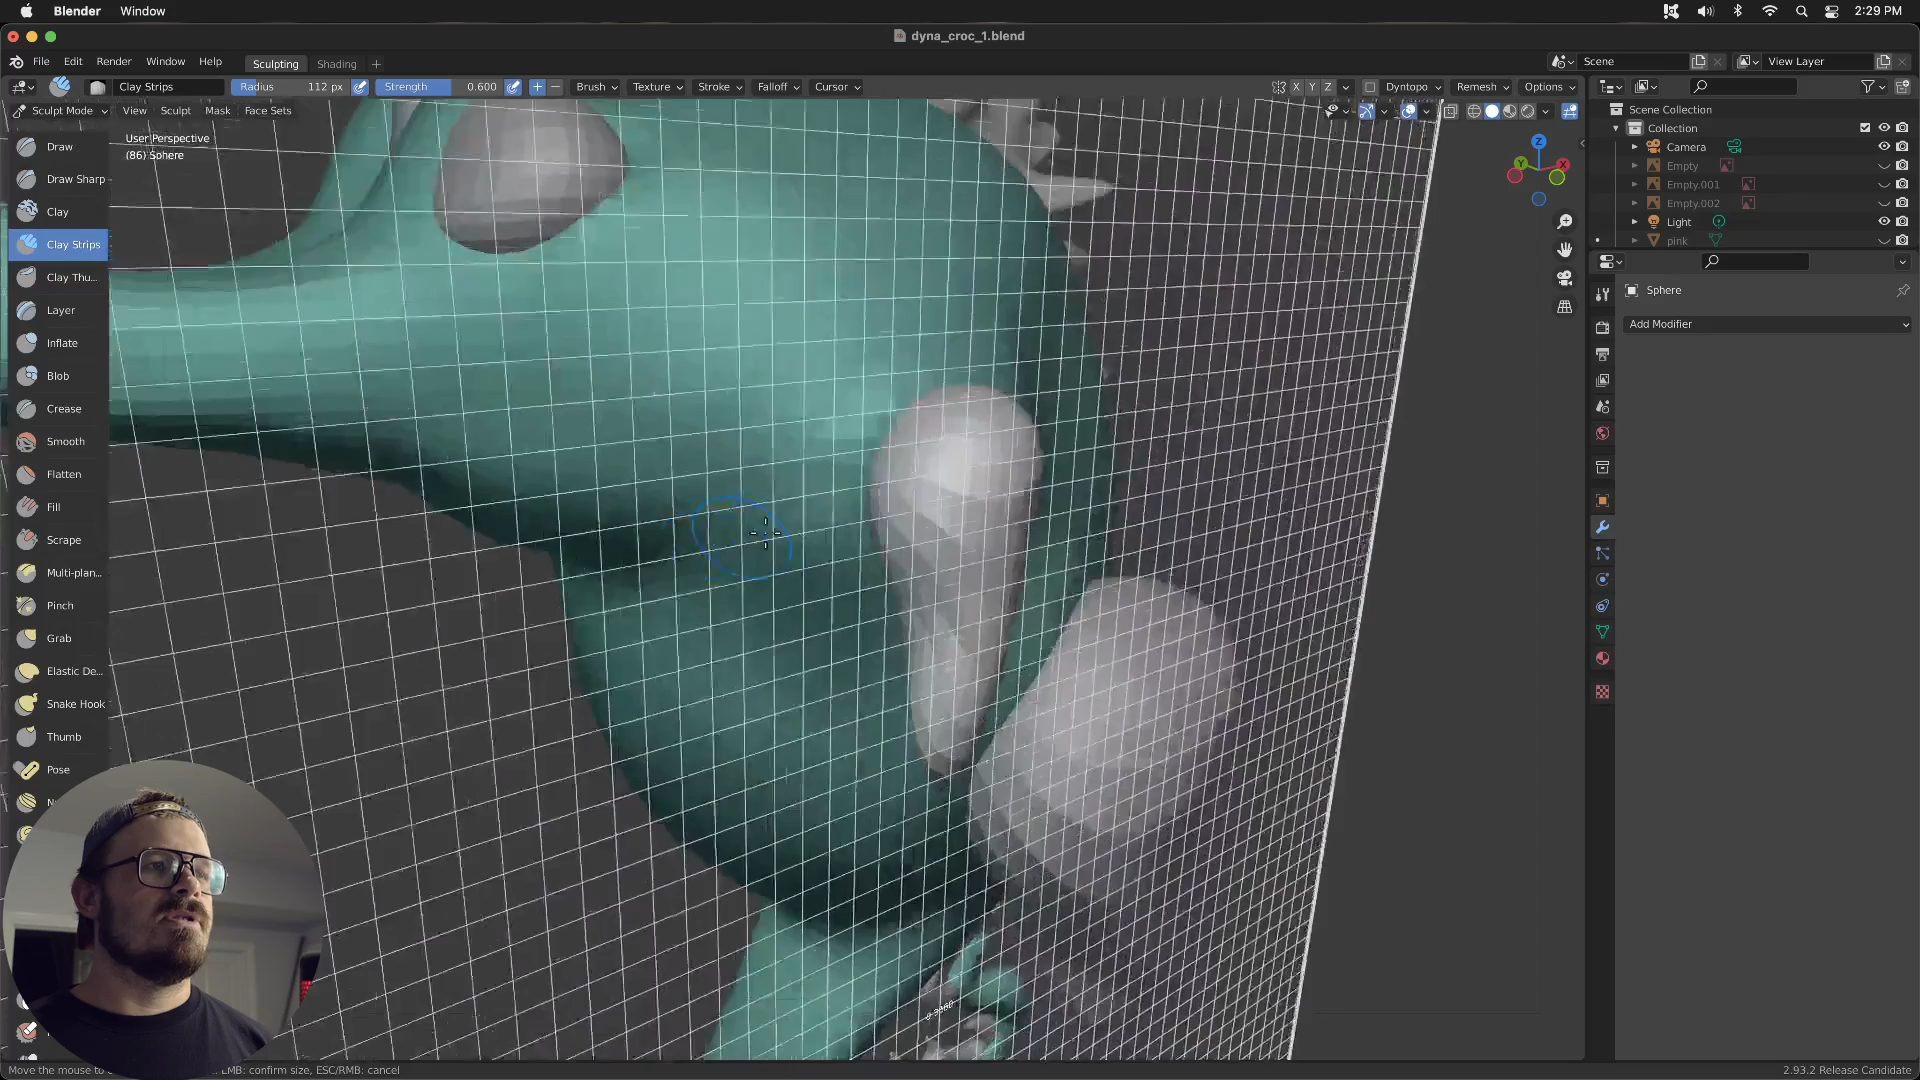 Blender Window 2:29 PM
dyna_croc_1.blend
File Edit Render Window Help Sculpting Shading + Scene View Layer
Clay Strips Radius 112 px Strength 0.600 + − Brush Texture Stroke Falloff Cursor X Y Z Dyntopo Remesh Options
Sculpt Mode View Sculpt Mask Face Sets
User Perspective
(86) Sphere
Draw
Draw Sharp
Clay
Clay Strips
Clay Thu...
Layer
Inflate
Blob
Crease
Smooth
Flatten
Fill
Scrape
Multi-plan...
Pinch
Grab
Elastic De...
Snake Hook
Thumb
Pose
Z
Y
X
Scene Collection
Collection
Camera
Empty
Empty.001
Empty.002
Light
pink
Sphere
Add Modifier
Move the mouse to LMB: confirm size, ESC/RMB: cancel
2.93.2 Release Candidate